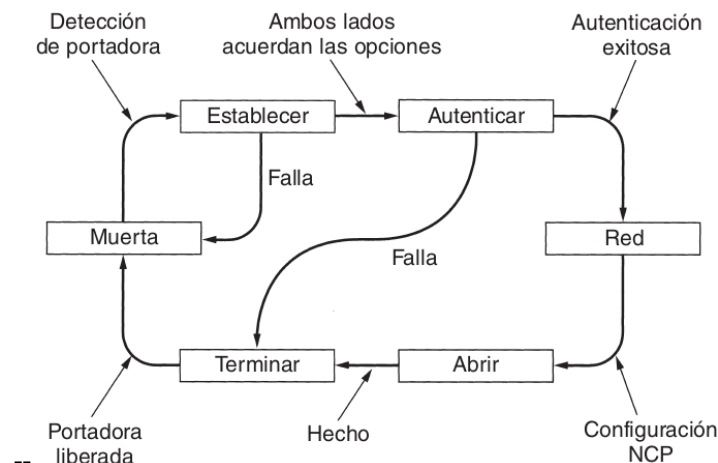 Detección
de portadora
Ambos lados
acuerdan las opciones
Autenticación
exitosa
Establecer
Autenticar
Falla
Muerta
Red
Falla
Terminar
Abrir
Portadora
liberada
Hecho
Configuración
NCP